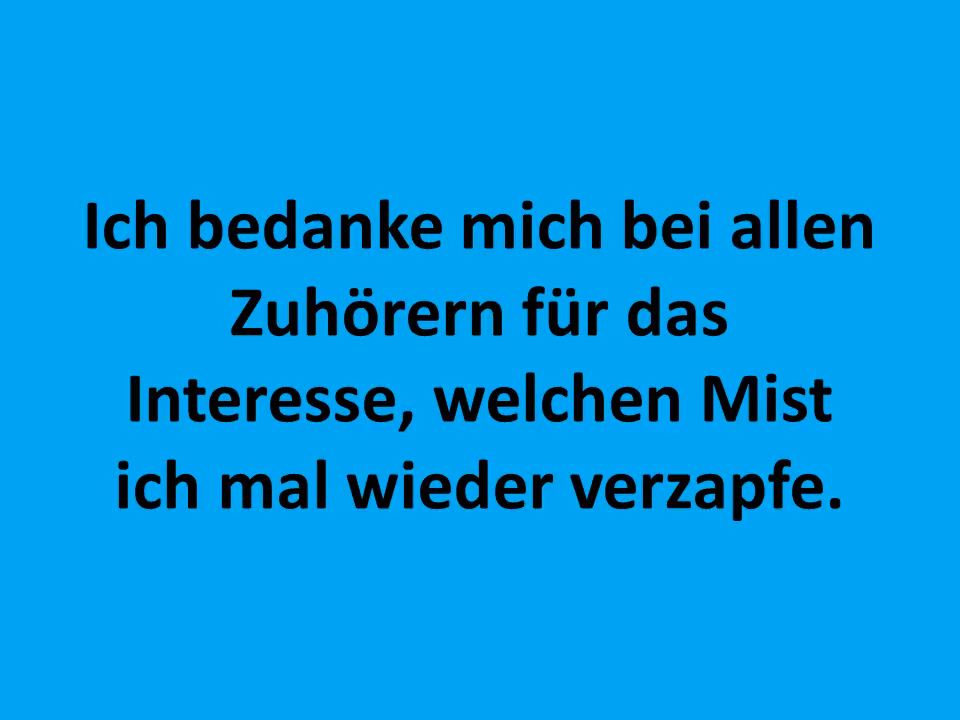 Ich bedanke mich bei allen
Zuhörern für das
Interesse, welchen Mist
ich mal wieder verzapfe.